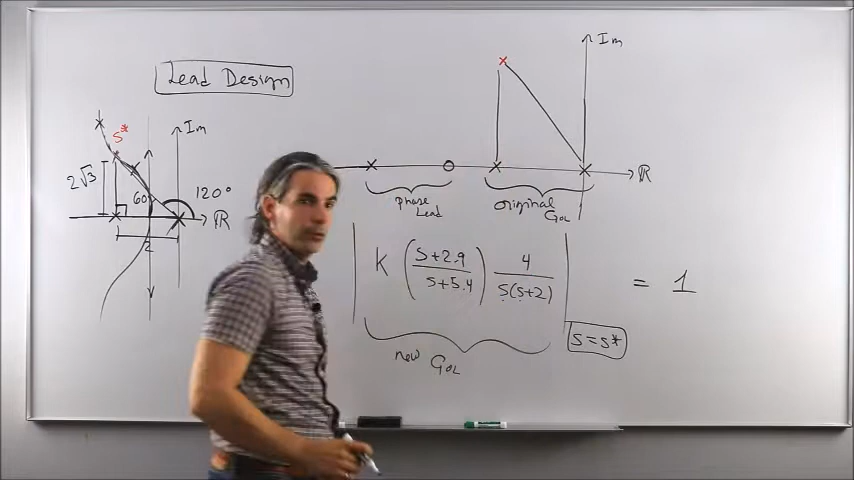 Lead Design
Im
S*
2√3
60
120°
ℝ
2
Im
ℝ
phase
Lead
original
GOL
| K (S+2.9 / S+5.4) 4 / S(S+2) | = 1
S=S*
new GOL